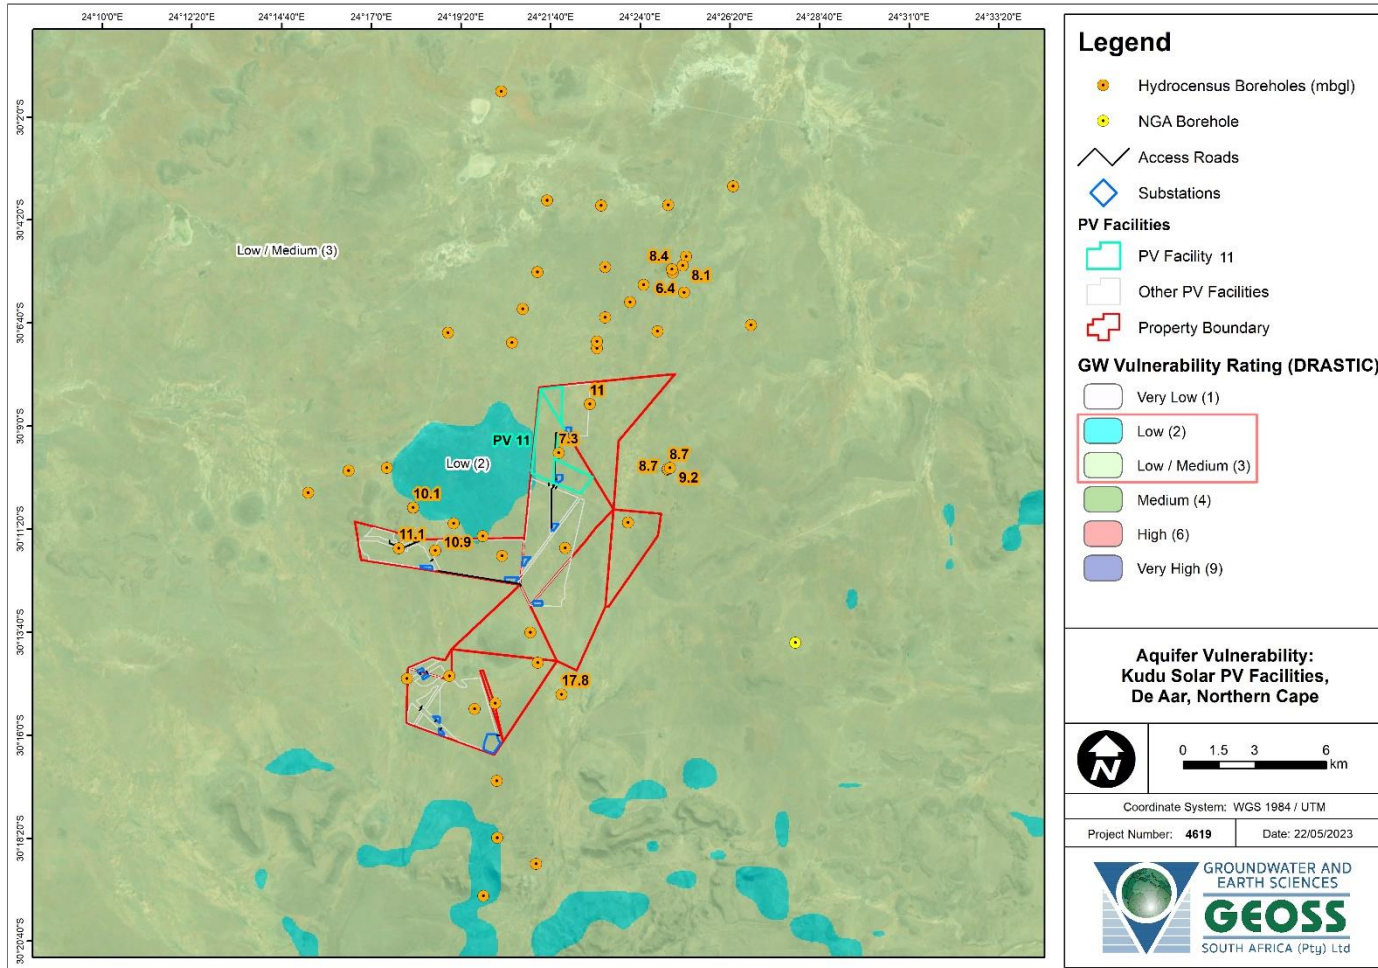 24°10'0"E
24°12'20"E
24°14'40"E
24°17'0"E
24°19'20"E
24°21'40"E
24°24'0"E
24°26'20"E
24°28'40"E
24°31'0"E
24°33'20"E
30°2'0"S
30°4'20"S
30°6'40"S
30°9'0"S
30°11'20"S
30°13'40"S
30°16'0"S
30°18'20"S
30°20'40"S
Low / Medium (3)
8.4
8.1
6.4
11
PV 11
7.3
Low (2)
8.7
8.7
9.2
10.1
11.1
10.9
17.8
Legend
Hydrocensus Boreholes (mbgl)
NGA Borehole
Access Roads
Substations
PV Facilities
PV Facility 11
Other PV Facilities
Property Boundary
GW Vulnerability Rating (DRASTIC)
Very Low (1)
Low (2)
Low / Medium (3)
Medium (4)
High (6)
Very High (9)
Aquifer Vulnerability:
Kudu Solar PV Facilities,
De Aar, Northern Cape
N
0 1.5 3 6
km
Coordinate System: WGS 1984 / UTM
Project Number: 4619
Date: 22/05/2023
GROUNDWATER AND
EARTH SCIENCES
GEOSS
SOUTH AFRICA (Pty) Ltd